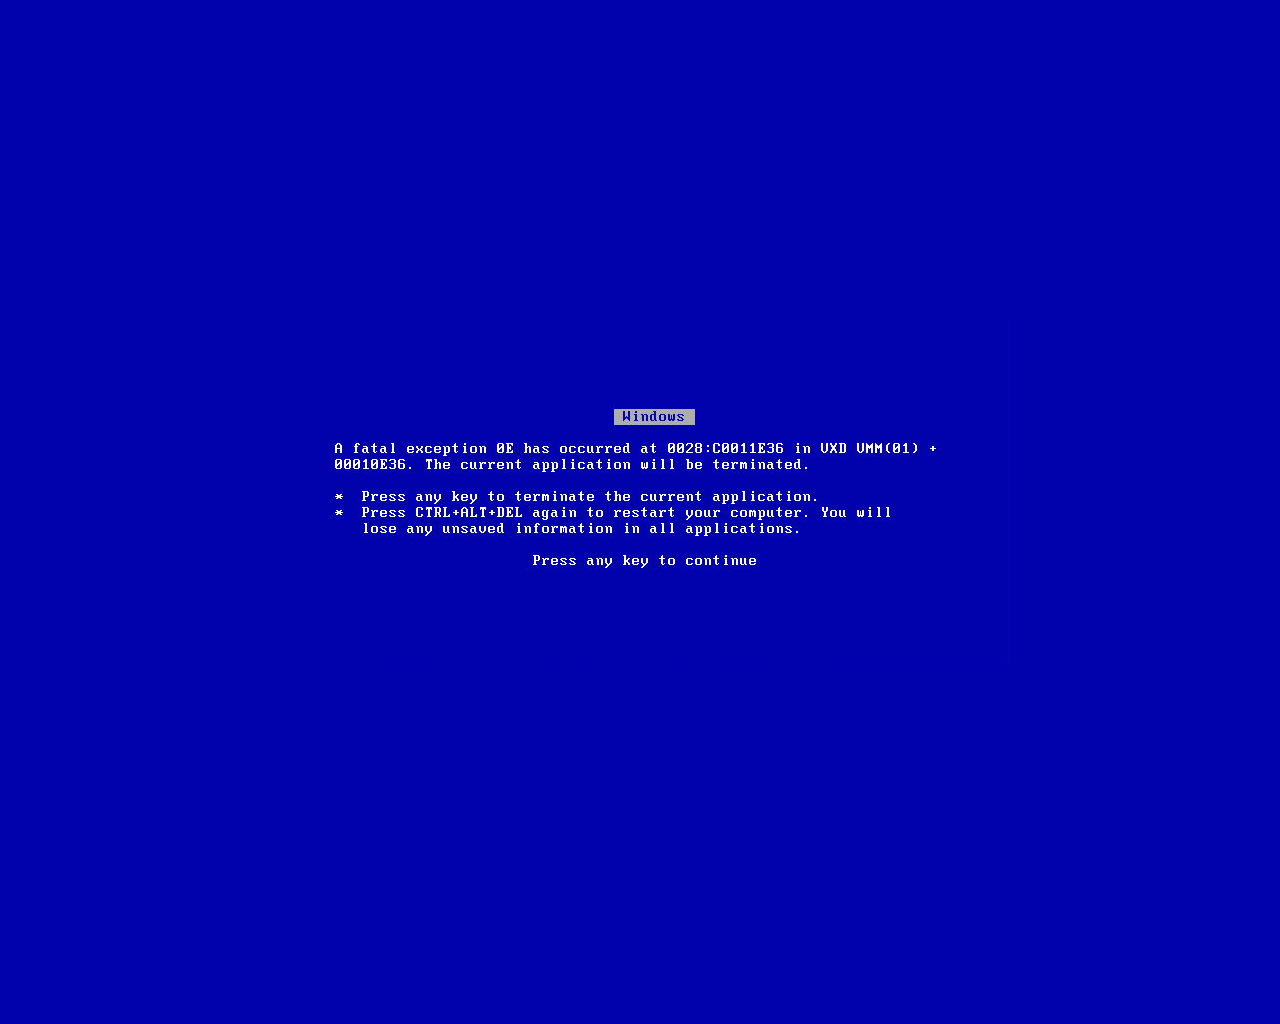 Windows
A fatal exception 0E has occurred at 0028:C0011E36 in VXD VMM(01) +
00010E36. The current application will be terminated.
* Press any key to terminate the current application.
* Press CTRL+ALT+DEL again to restart your computer. You will
lose any unsaved information in all applications.
Press any key to continue